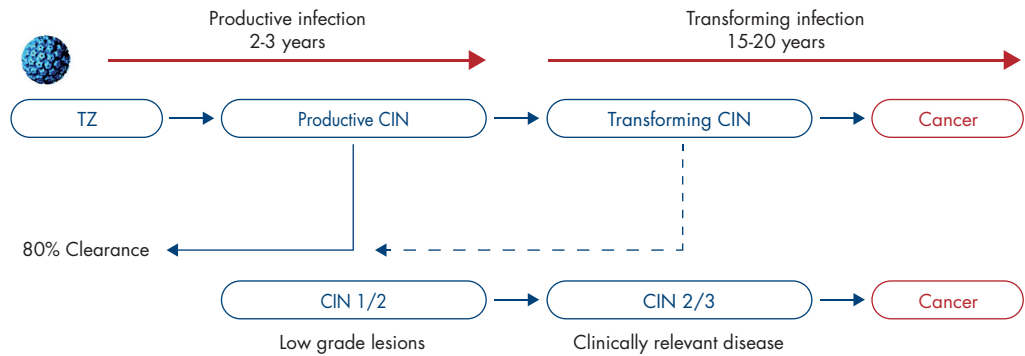 Productive infection
2-3 years
Transforming infection
15-20 years
TZ
Productive CIN
Transforming CIN
Cancer
80% Clearance
CIN 1/2
CIN 2/3
Cancer
Low grade lesions
Clinically relevant disease